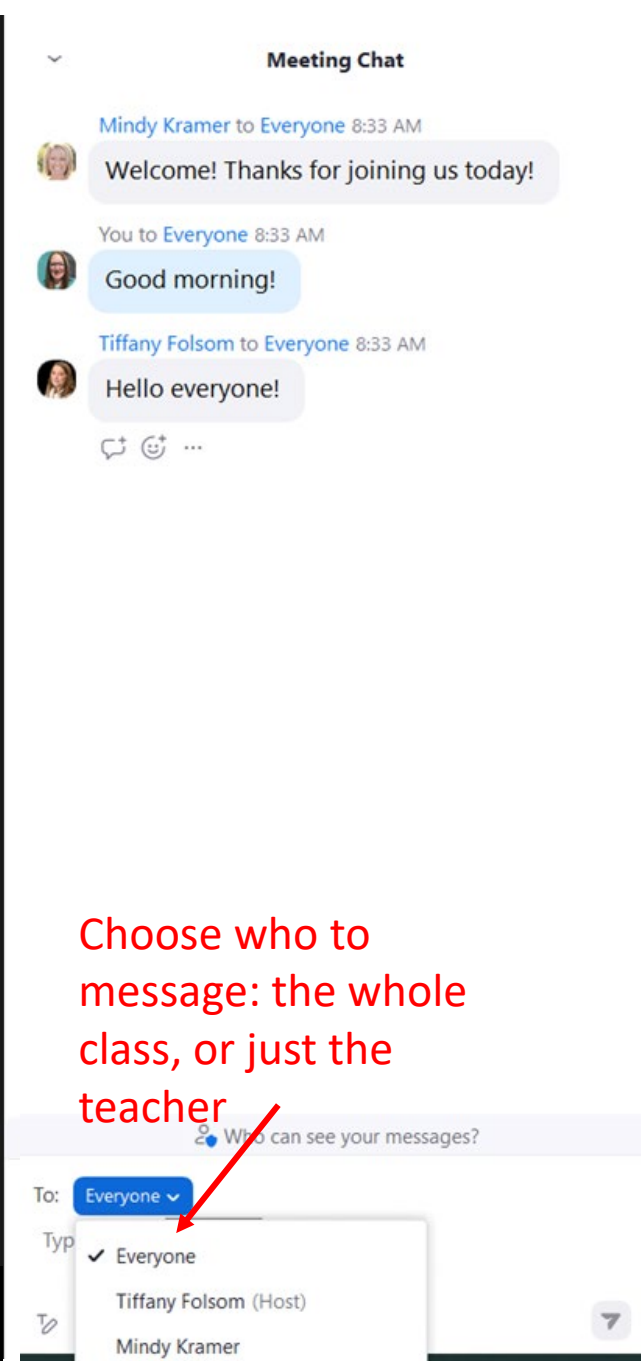 Meeting Chat
Mindy Kramer to Everyone 8:33 AM
Welcome! Thanks for joining us today!
You to Everyone 8:33 AM
Good morning!
Tiffany Folsom to Everyone 8:33 AM
Hello everyone!
Choose who to
message: the whole
class, or just the
teacher
Who can see your messages?
To: Everyone
Typ
Everyone
Tiffany Folsom (Host)
Mindy Kramer